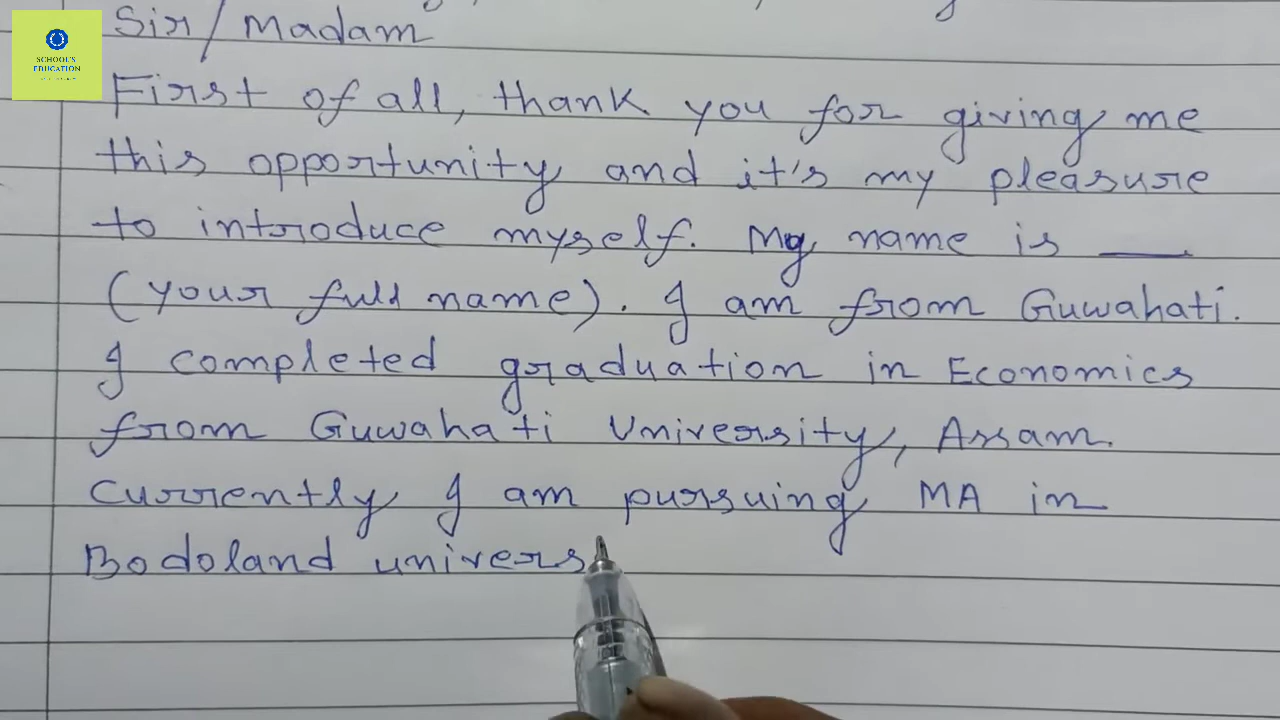 SCHOOL'S
EDUCATION
Sir/Madam
First of all, thank you for giving me
this opportunity and it's my pleasure
to introduce myself. My name is ___
(your full name). I am from Guwahati.
I completed graduation in Economics
from Guwahati University, Assam.
Currently I am pursuing MA in
Bodoland univers